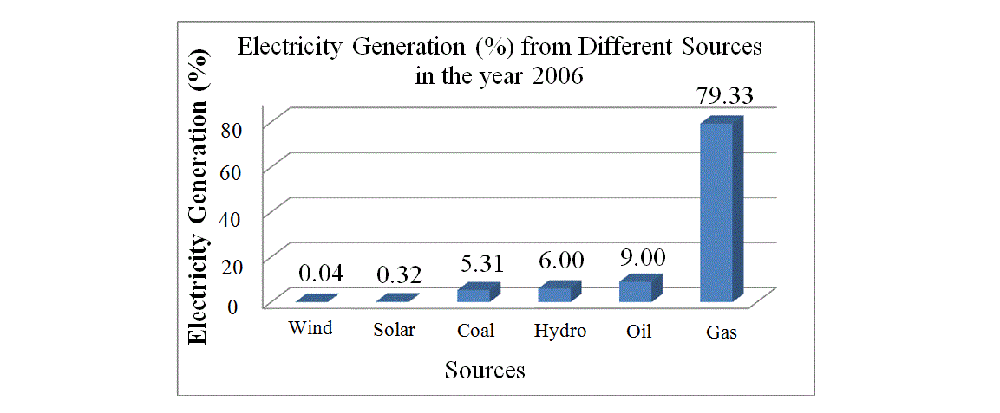 Electricity Generation (%) from Different Sources
in the year 2006
Electricity Generation (%)
80
60
40
20
0
0.04
0.32
5.31
6.00
9.00
79.33
Wind
Solar
Coal
Hydro
Oil
Gas
Sources